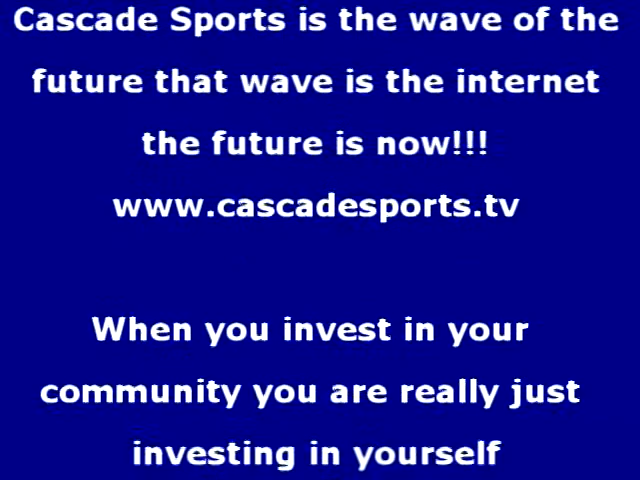 Cascade Sports is the wave of the
future that wave is the internet
the future is now!!!
www.cascadesports.tv
When you invest in your
community you are really just
investing in yourself